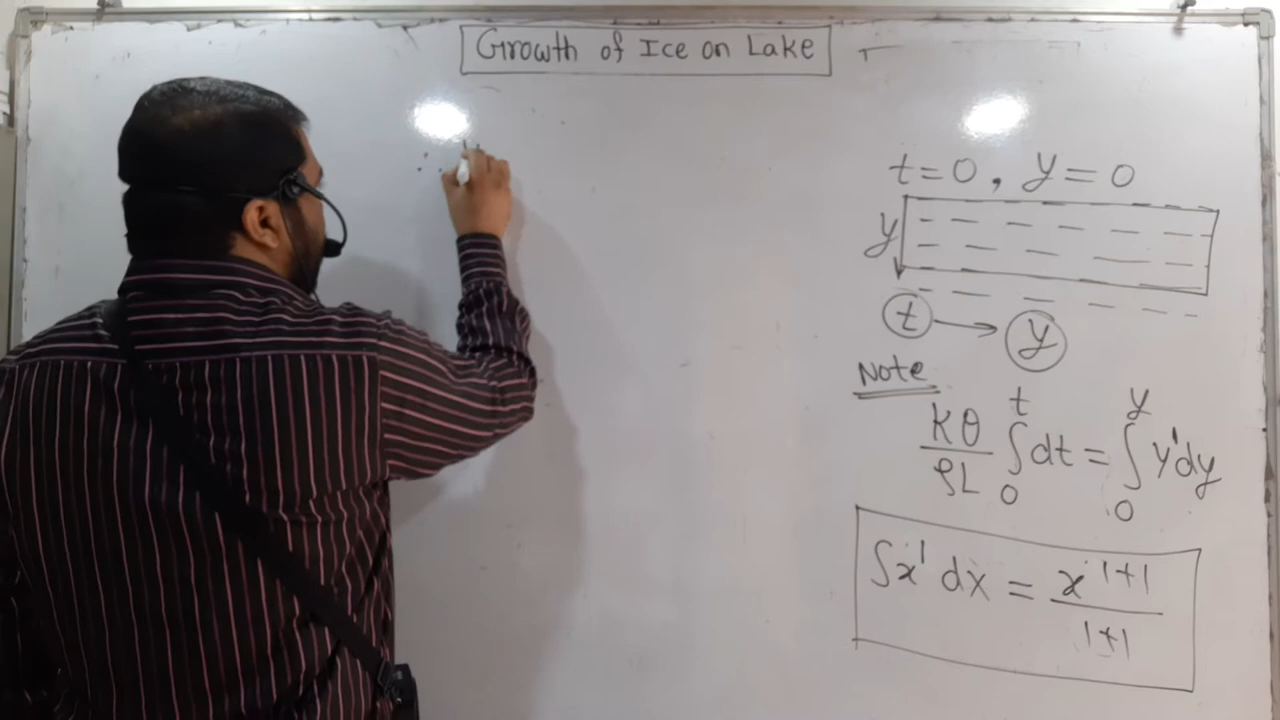 Growth of Ice on Lake
t=0, y=0
y
t → y
Note
kθ/ρL ∫₀ᵗ dt = ∫₀ʸ y¹dy
∫x¹ dx = x¹⁺¹/1+1